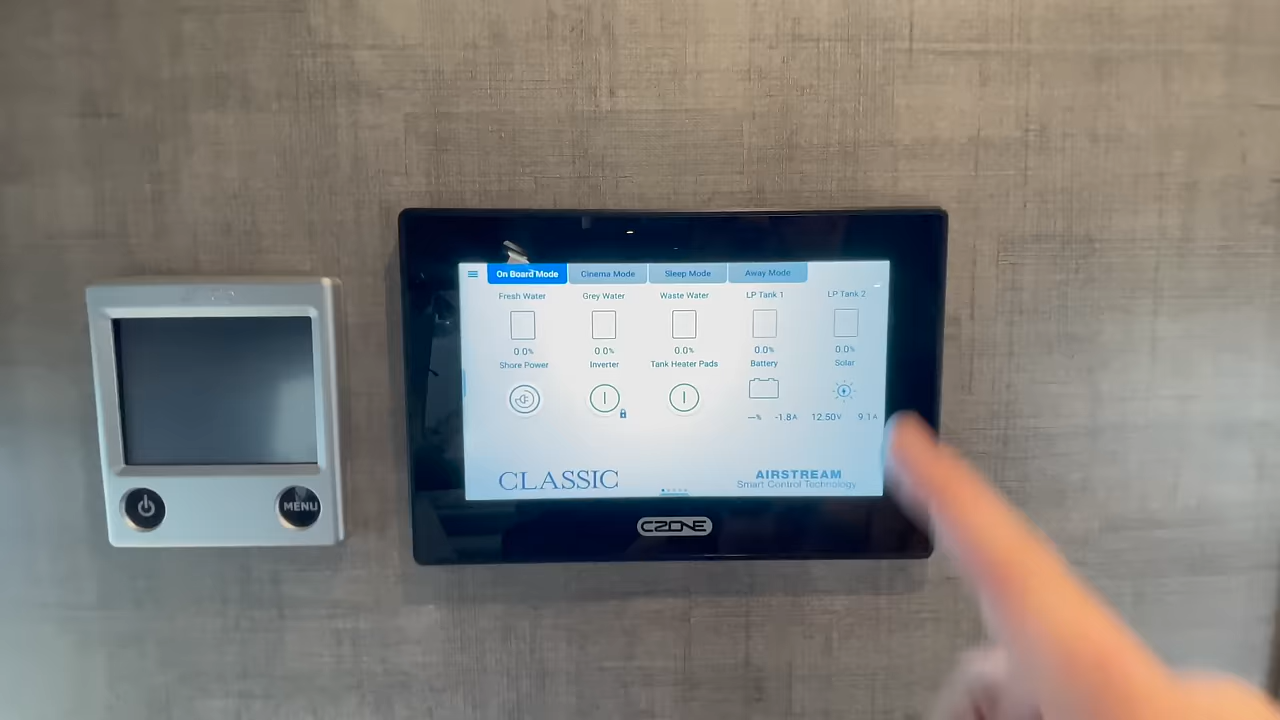 On Board Mode Cinema Mode Sleep Mode Away Mode
Fresh Water Grey Water Waste Water LP Tank 1 LP Tank 2
0.0% 0.0% 0.0% 0.0% 0.0%
Shore Power Inverter Tank Heater Pads Battery Solar
--% -1.8A 12.50V 9.1A
CLASSIC
AIRSTREAM
Smart Control Technology
CZONE
MENU